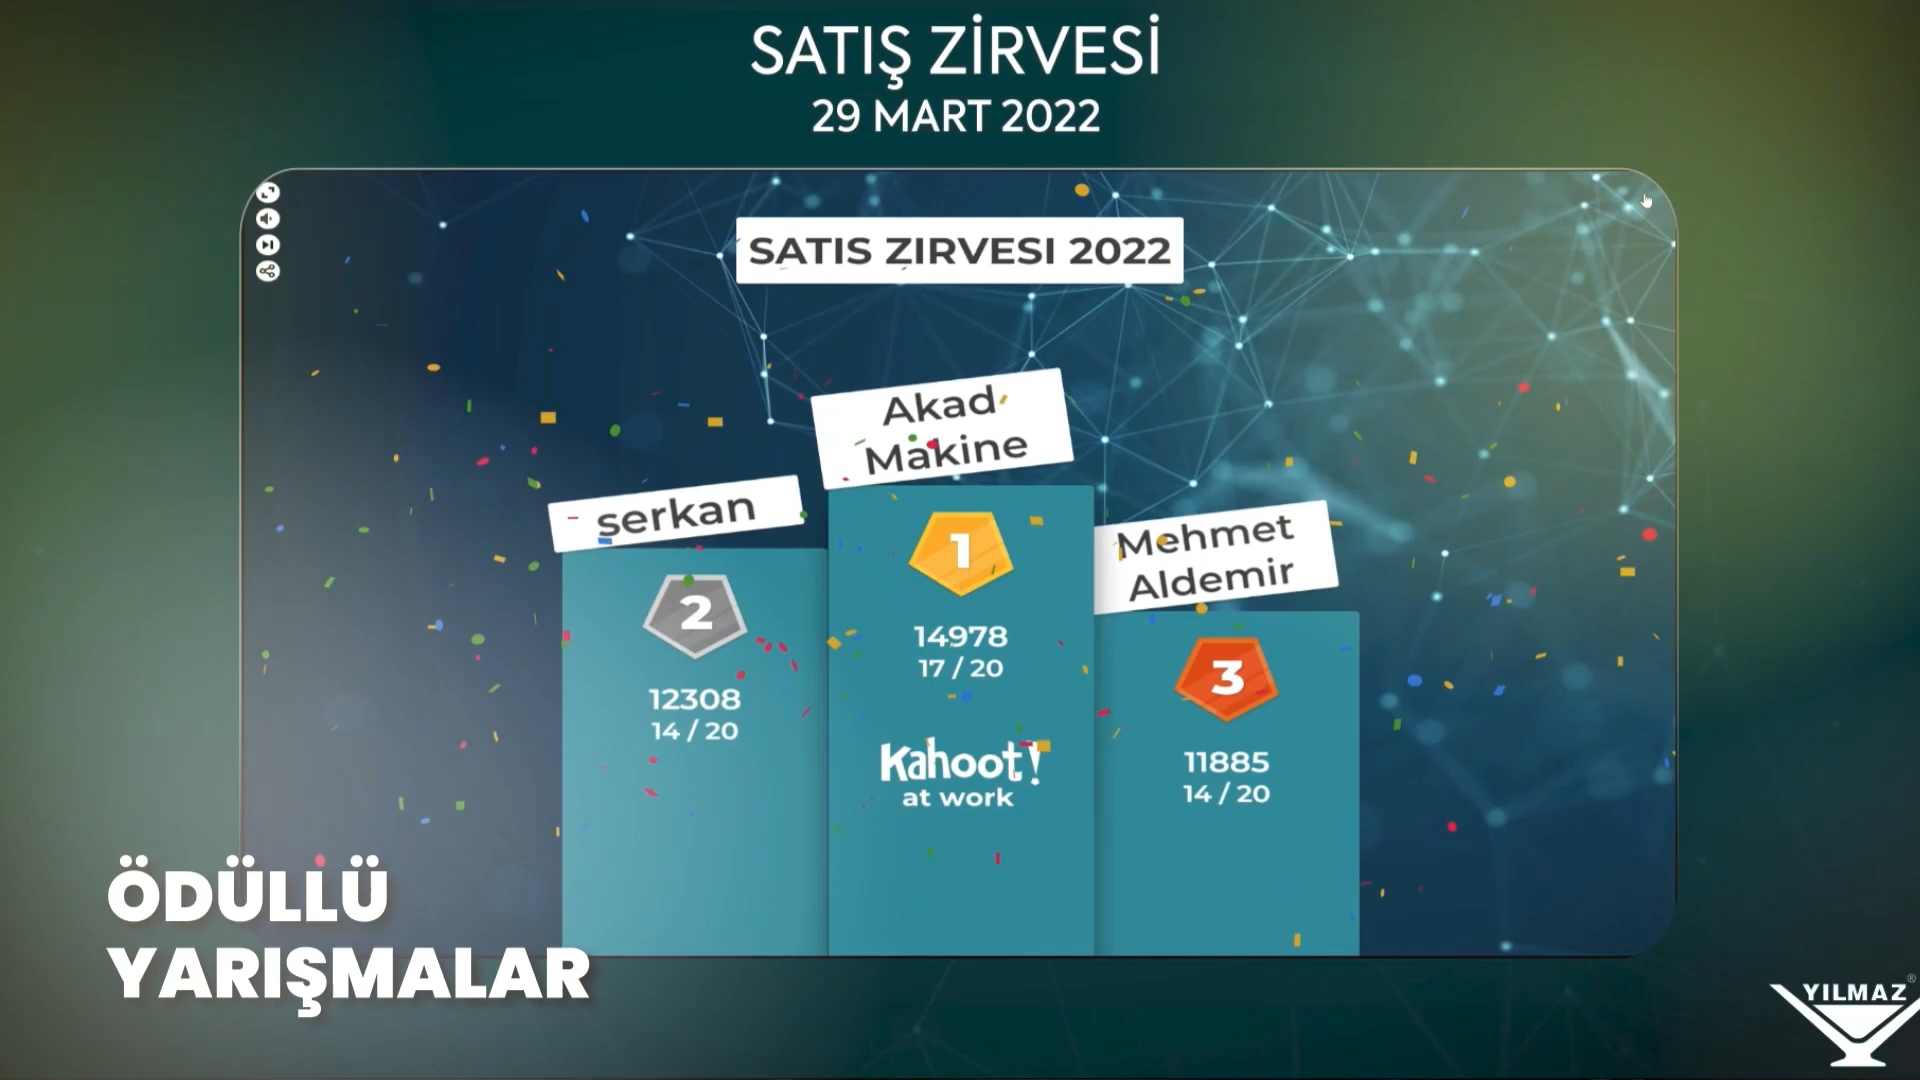 SATIŞ ZİRVESİ
29 MART 2022
SATIS ZIRVESI 2022
Akad
Makine
serkan
Mehmet
Aldemir
1
14978
17 / 20
2
12308
14 / 20
3
11885
14 / 20
Kahoot!
at work
ÖDÜLLÜ
YARIŞMALAR
YILMAZ®